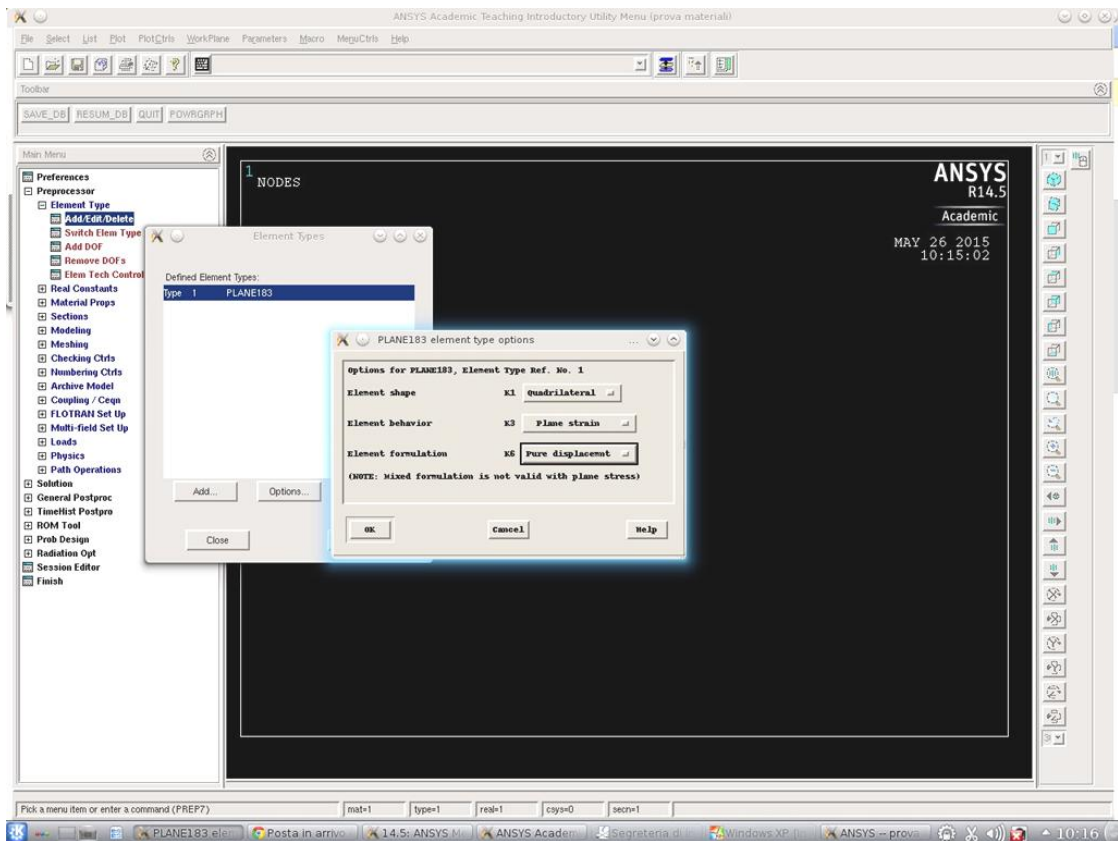 ANSYS Academic Teaching Introductory Utility Menu (prova materiali)
File Select List Plot PlotCtrls WorkPlane Parameters Macro MenuCtrls Help
Toolbar
SAVE_DB RESUM_DB QUIT POWRGRPH
Main Menu
Preferences
Preprocessor
Element Type
Add/Edit/Delete
Switch Elem Type
Add DOF
Remove DOFs
Elem Tech Control
Real Constants
Material Props
Sections
Modeling
Meshing
Checking Ctrls
Numbering Ctrls
Archive Model
Coupling / Ceqn
FLOTRAN Set Up
Multi-field Set Up
Loads
Physics
Path Operations
Solution
General Postproc
TimeHist Postpro
ROM Tool
Prob Design
Radiation Opt
Session Editor
Finish
1
NODES
ANSYS
R14.5
Academic
MAY 26 2015
10:15:02
Element Types
Defined Element Types:
Type 1 PLANE183
Add... Options...
Close
PLANE183 element type options ...
Options for PLANE183, Element Type Ref. No. 1
Element shape K1 Quadrilateral
Element behavior K3 Plane strain
Element formulation K6 Pure displacemnt
(NOTE: Mixed formulation is not valid with plane stress)
OK Cancel Help
1
3
Pick a menu item or enter a command (PREP7) mat=1 type=1 real=1 csys=0 secn=1
PLANE183 elem Posta in arrivo 14.5: ANSYS M ANSYS Academ Segreteria di Windows XP ANSYS -- prova 10:16